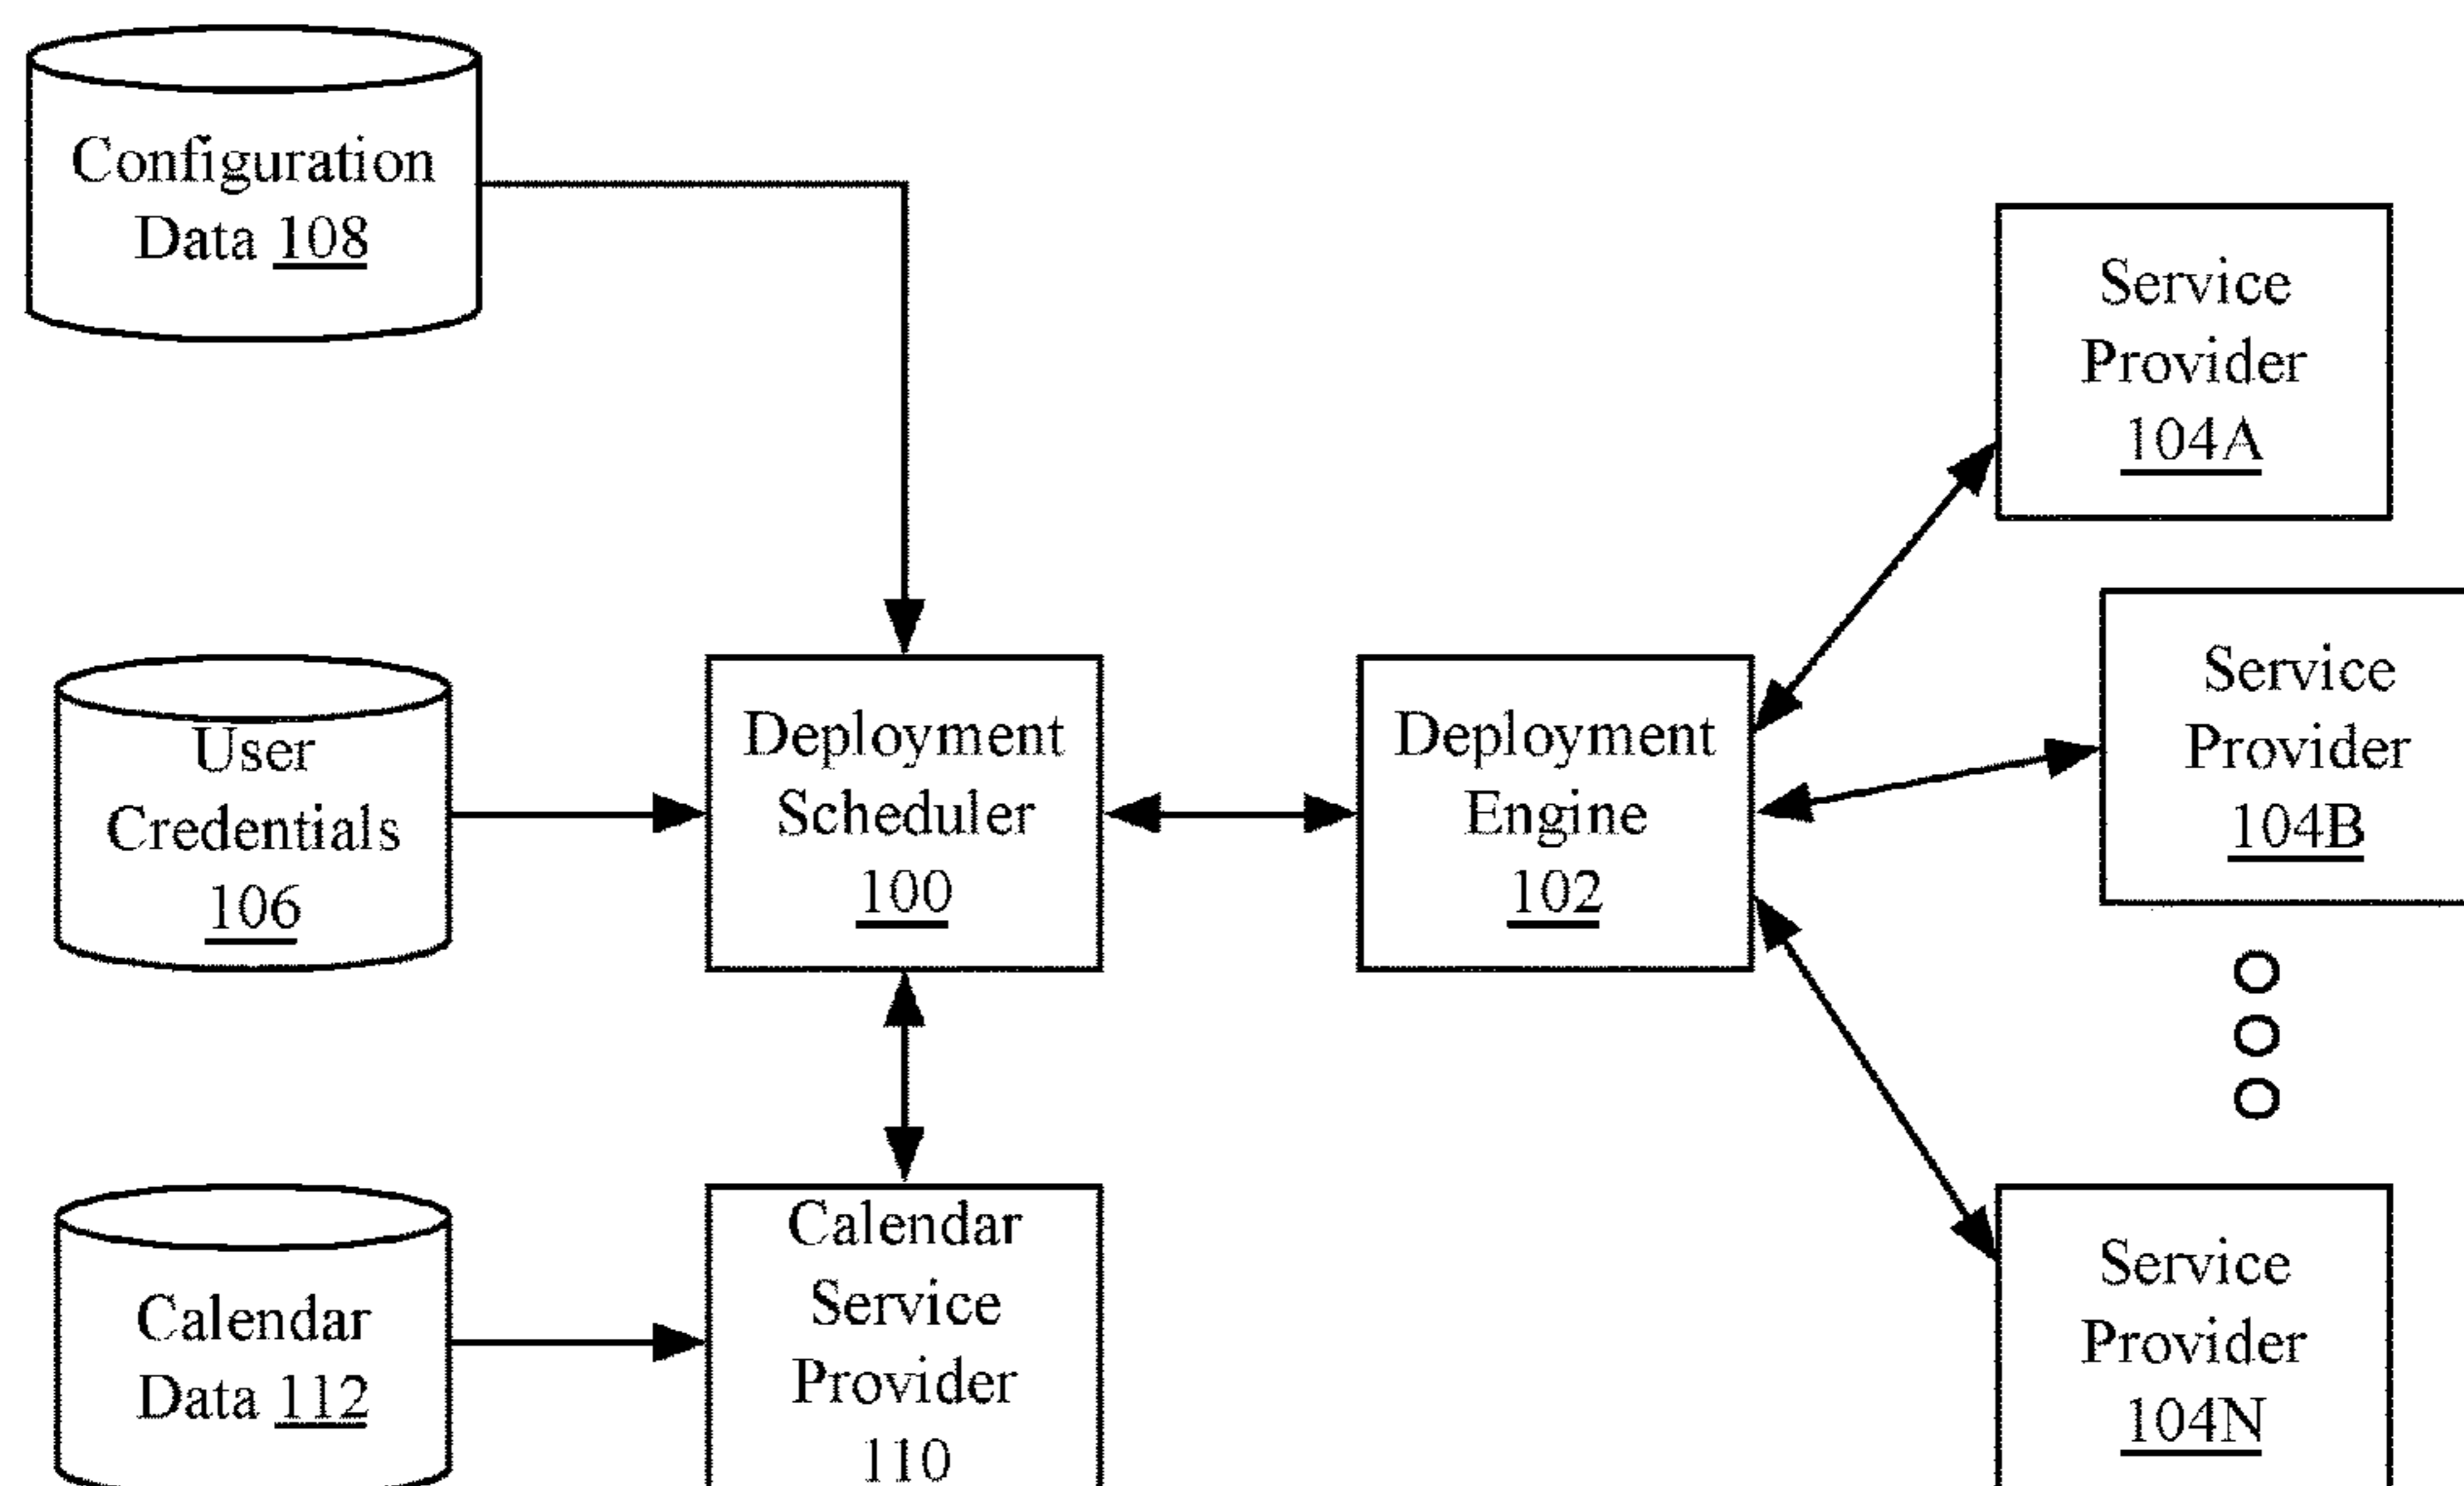 Configuration
Data 108
Service
Provider
104A
User
Credentials
106
Deployment
Scheduler
100
Deployment
Engine
102
Service
Provider
104B
Calendar
Data 112
Calendar
Service
Provider
110
Service
Provider
104N